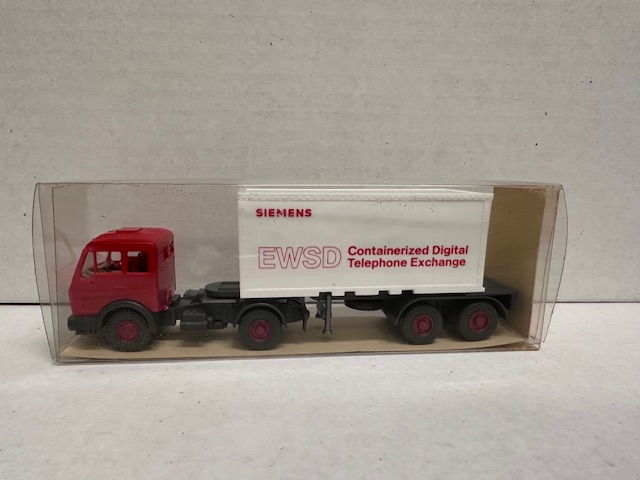 SIEMENS
EWSD Containerized Digital
Telephone Exchange